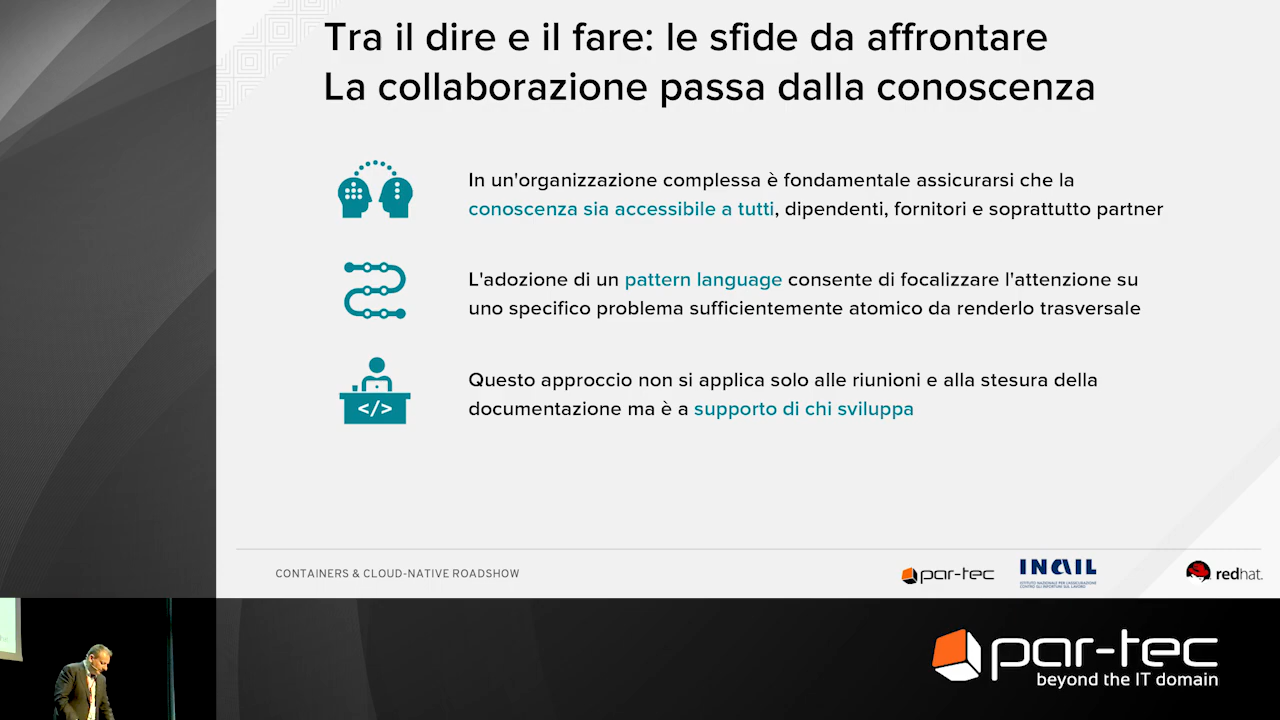 Tra il dire e il fare: le sfide da affrontare
La collaborazione passa dalla conoscenza
In un'organizzazione complessa è fondamentale assicurarsi che la
conoscenza sia accessibile a tutti, dipendenti, fornitori e soprattutto partner
L'adozione di un pattern language consente di focalizzare l'attenzione su
uno specifico problema sufficientemente atomico da renderlo trasversale
Questo approccio non si applica solo alle riunioni e alla stesura della
documentazione ma è a supporto di chi sviluppa
</>
CONTAINERS & CLOUD-NATIVE ROADSHOW
par-tec
INAIL
ISTITUTO NAZIONALE PER L'ASSICURAZIONE
CONTRO GLI INFORTUNI SUL LAVORO
redhat.
par-tec
beyond the IT domain